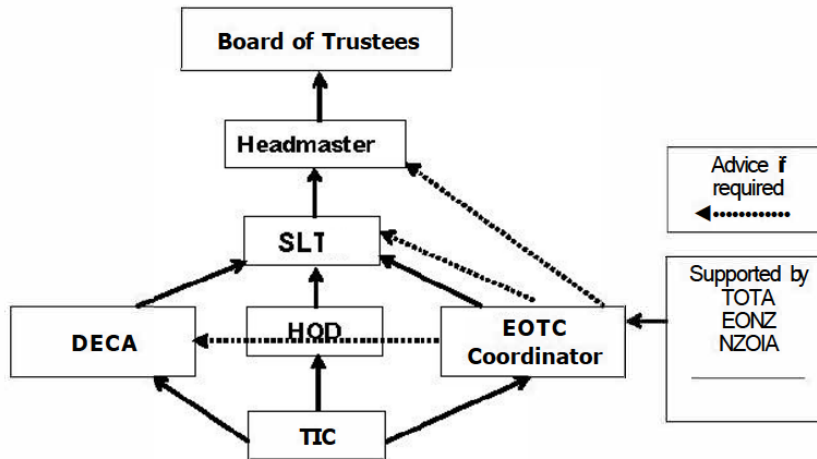 Board of Trustees
Headmaster
Advice if
required
SLT
Supported by
TOTA
EONZ
NZOIA
DECA
HOD
EOTC
Coordinator
TIC